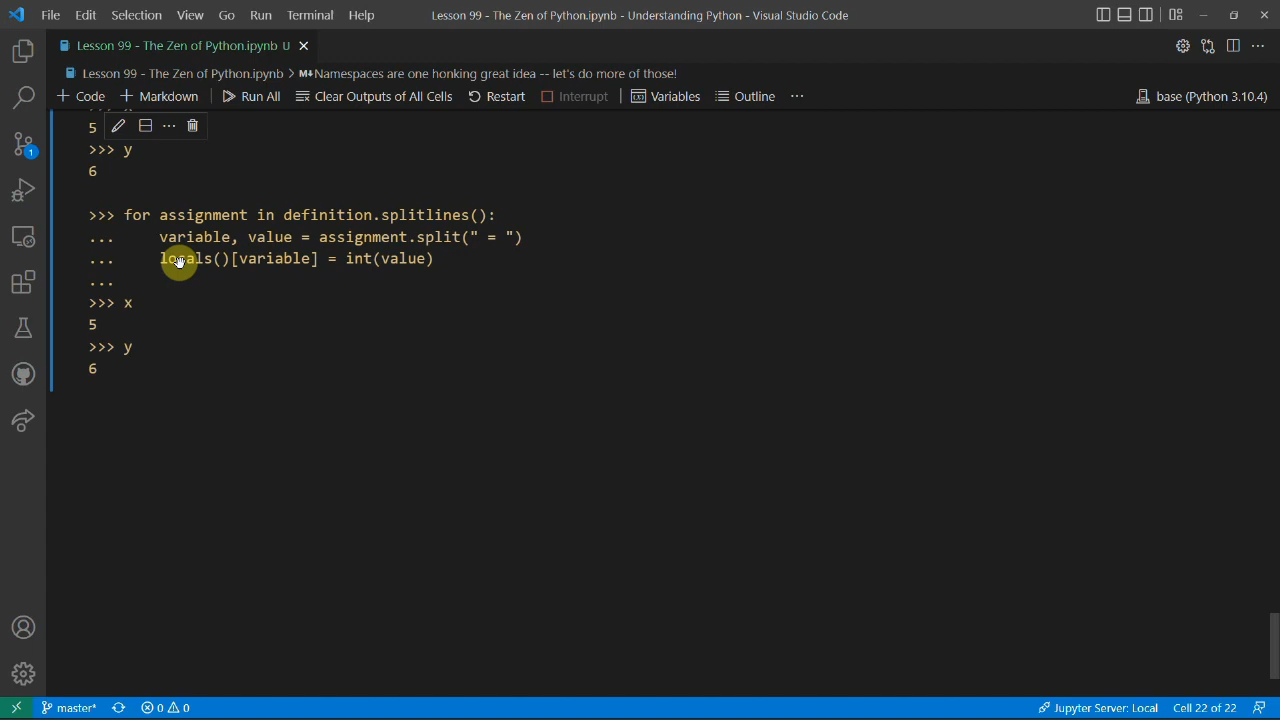 File Edit Selection View Go Run Terminal Help
Lesson 99 - The Zen of Python.ipynb - Understanding Python - Visual Studio Code
Lesson 99 - The Zen of Python.ipynb U
Lesson 99 - The Zen of Python.ipynb > M↓Namespaces are one honking great idea -- let's do more of those!
+ Code + Markdown Run All Clear Outputs of All Cells Restart Interrupt Variables Outline ... base (Python 3.10.4)
5
>>> y
6
>>> for assignment in definition.splitlines():
... variable, value = assignment.split(" = ")
... locals()[variable] = int(value)
...
>>> x
5
>>> y
6
1
master* 0 0 Jupyter Server: Local Cell 22 of 22